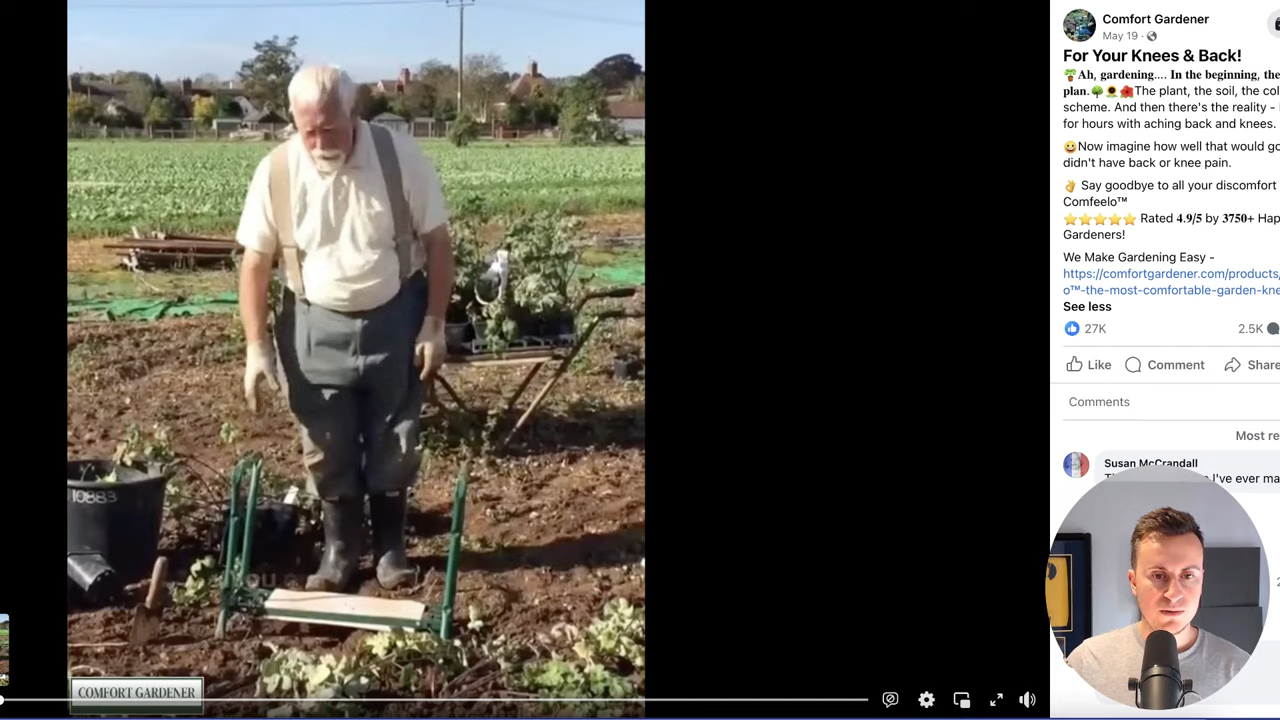 Comfort Gardener
May 19 ·
For Your Knees & Back!
🌴Ah, gardening.... In the beginning, the
plan.🌳🌻🌺The plant, the soil, the col
scheme. And then there's the reality -
for hours with aching back and knees.
😀Now imagine how well that would go
didn't have back or knee pain.
👌 Say goodbye to all your discomfort
Comfeelo™
⭐⭐⭐⭐⭐ Rated 4.9/5 by 3750+ Hap
Gardeners!
We Make Gardening Easy -
https://comfortgardener.com/products/
o™-the-most-comfortable-garden-kne
See less
27K
2.5K
Like Comment Share
Comments
Most re
Susan McCrandall
I've ever ma
10883
you
COMFORT GARDENER